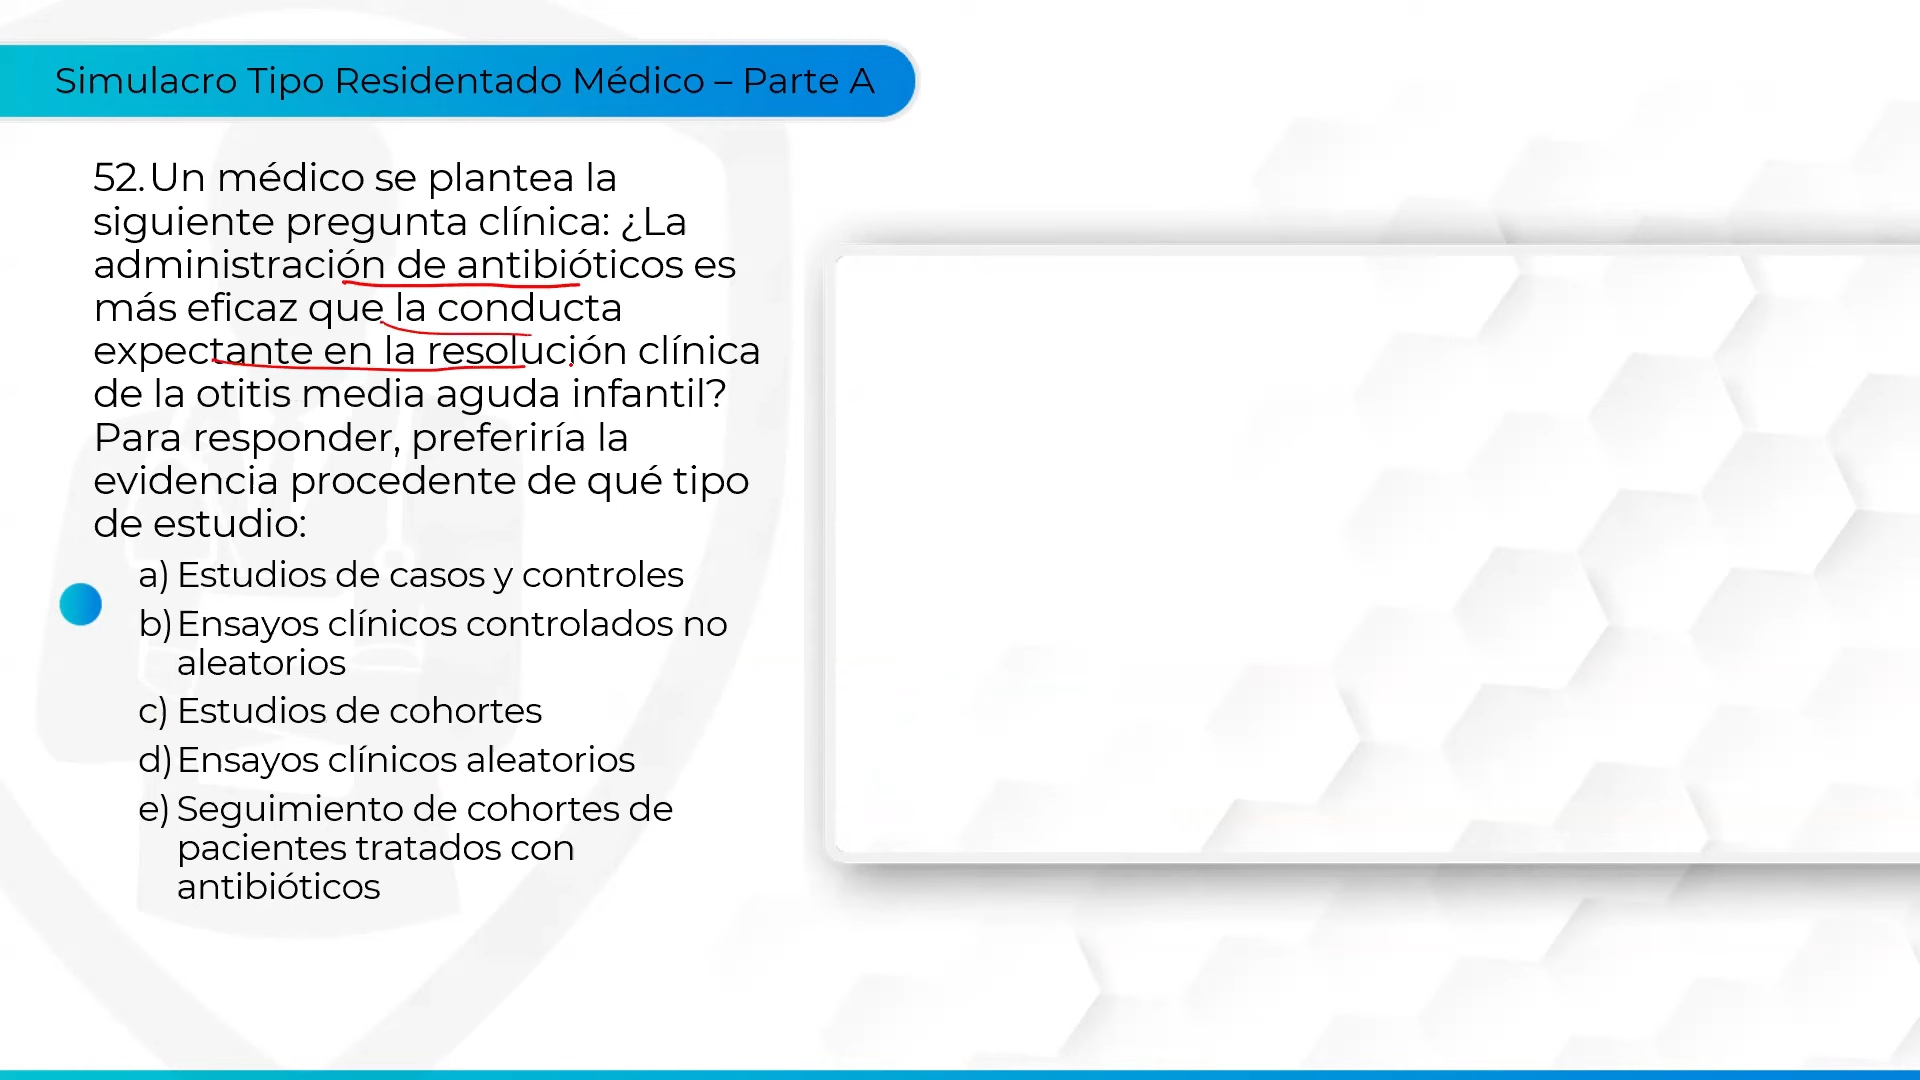 Simulacro Tipo Residentado Médico – Parte A
52. Un médico se plantea la
siguiente pregunta clínica: ¿La
administración de antibióticos es
más eficaz que la conducta
expectante en la resolución clínica
de la otitis media aguda infantil?
Para responder, preferiría la
evidencia procedente de qué tipo
de estudio:
a) Estudios de casos y controles
b) Ensayos clínicos controlados no
aleatorios
c) Estudios de cohortes
d) Ensayos clínicos aleatorios
e) Seguimiento de cohortes de
pacientes tratados con
antibióticos